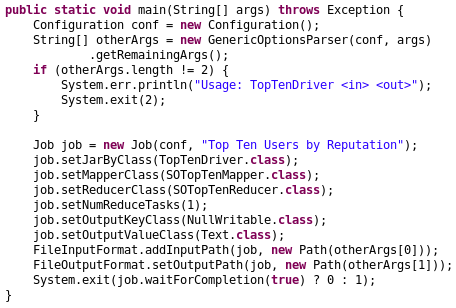 public static void main(String[] args) throws Exception {
    Configuration conf = new Configuration();
    String[] otherArgs = new GenericOptionsParser(conf, args)
            .getRemainingArgs();
    if (otherArgs.length != 2) {
        System.err.println("Usage: TopTenDriver <in> <out>");
        System.exit(2);
    }

    Job job = new Job(conf, "Top Ten Users by Reputation");
    job.setJarByClass(TopTenDriver.class);
    job.setMapperClass(SOTopTenMapper.class);
    job.setReducerClass(SOTopTenReducer.class);
    job.setNumReduceTasks(1);
    job.setOutputKeyClass(NullWritable.class);
    job.setOutputValueClass(Text.class);
    FileInputFormat.addInputPath(job, new Path(otherArgs[0]));
    FileOutputFormat.setOutputPath(job, new Path(otherArgs[1]));
    System.exit(job.waitForCompletion(true) ? 0 : 1);
}